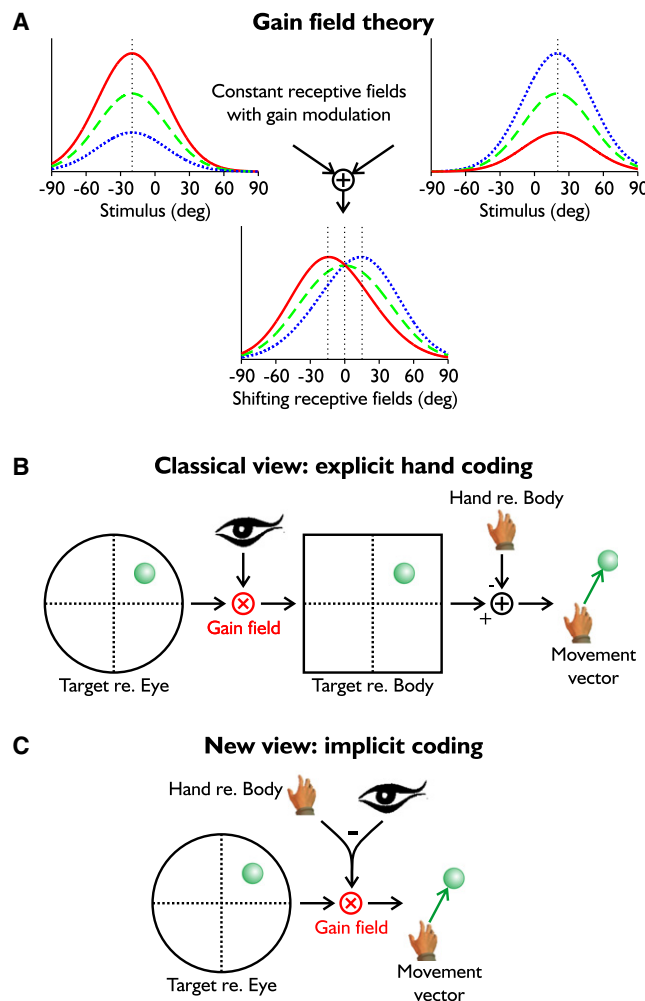 A
Gain field theory
Constant receptive fields
with gain modulation
-90 -60 -30 0 30 60 90
Stimulus (deg)
-90 -60 -30 0 30 60 90
Stimulus (deg)
+
-90 -60 -30 0 30 60 90
Shifting receptive fields (deg)
B
Classical view: explicit hand coding
Hand re. Body
-
+
Gain field
Target re. Eye
Target re. Body
Movement
vector
C
New view: implicit coding
Hand re. Body
-
Gain field
Target re. Eye
Movement
vector